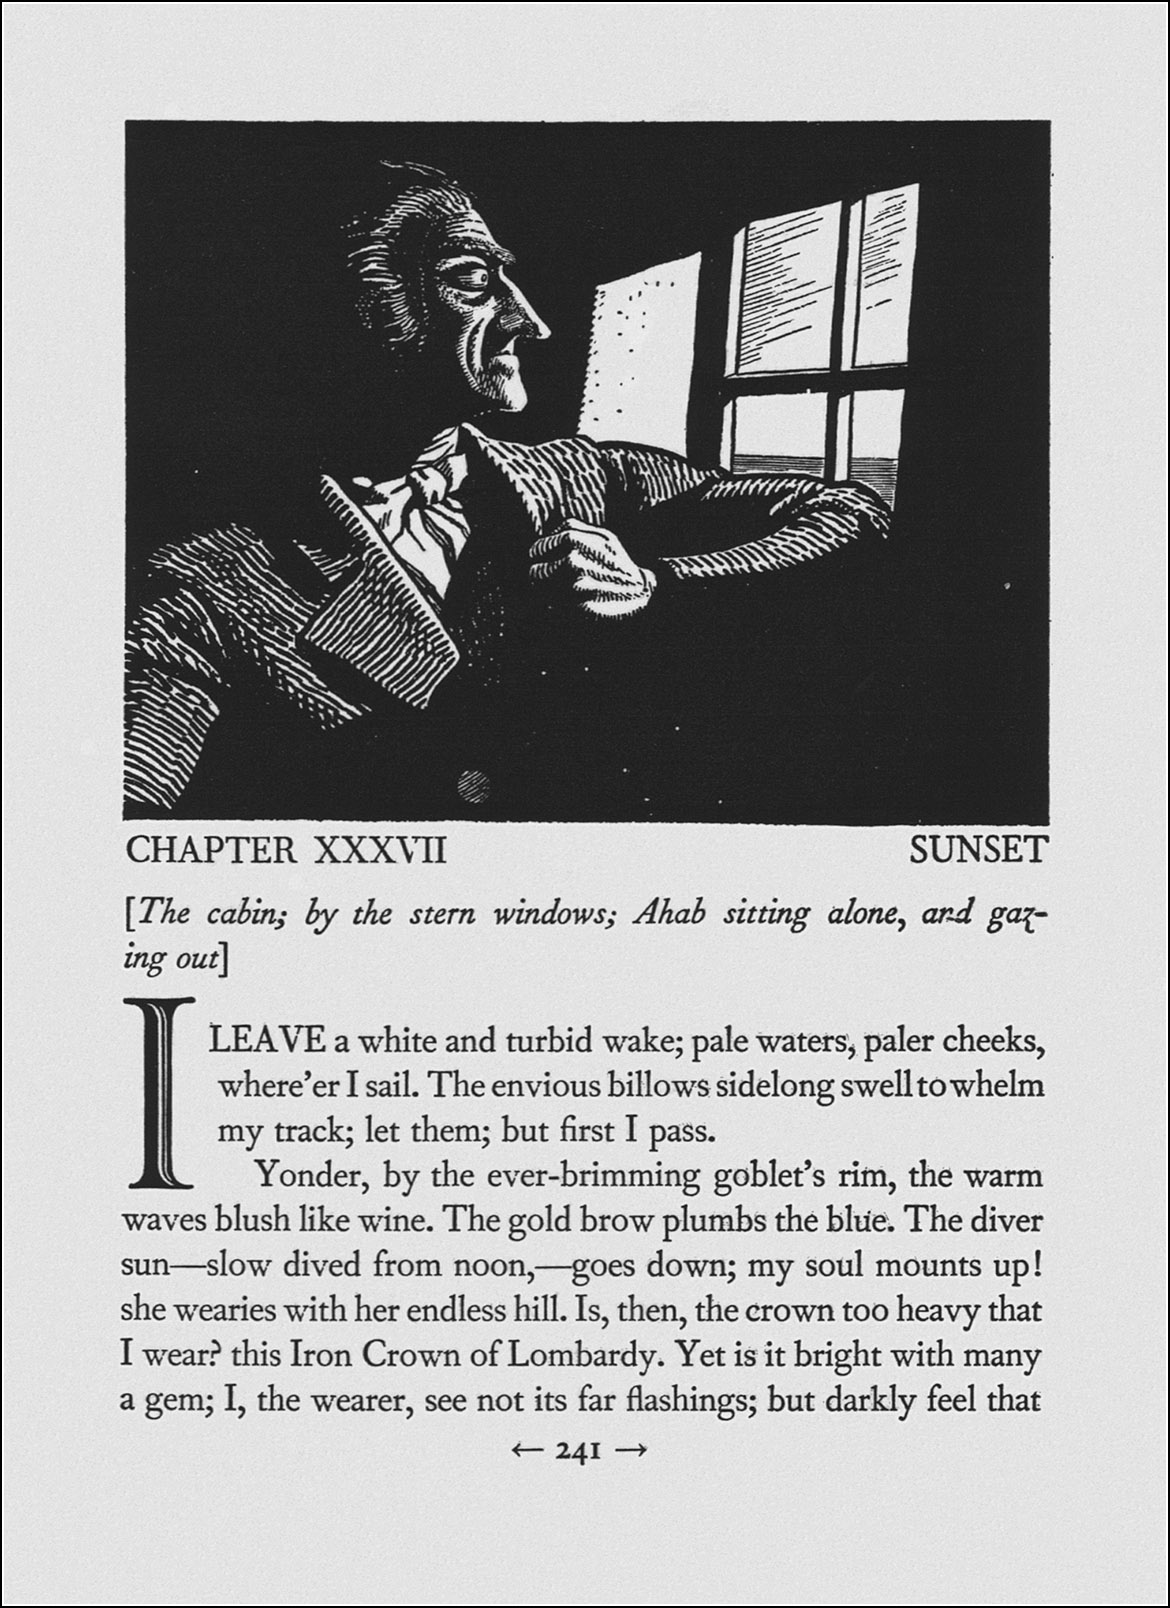 CHAPTER XXXVII SUNSET
[The cabin; by the stern windows; Ahab sitting alone, and gaz-
ing out]
I LEAVE a white and turbid wake; pale waters, paler cheeks,
where’er I sail. The envious billows sidelong swell to whelm
my track; let them; but first I pass.
Yonder, by the ever-brimming goblet’s rim, the warm
waves blush like wine. The gold brow plumbs the blue. The diver
sun—slow dived from noon,—goes down; my soul mounts up!
she wearies with her endless hill. Is, then, the crown too heavy that
I wear? this Iron Crown of Lombardy. Yet is it bright with many
a gem; I, the wearer, see not its far flashings; but darkly feel that
← 241 →